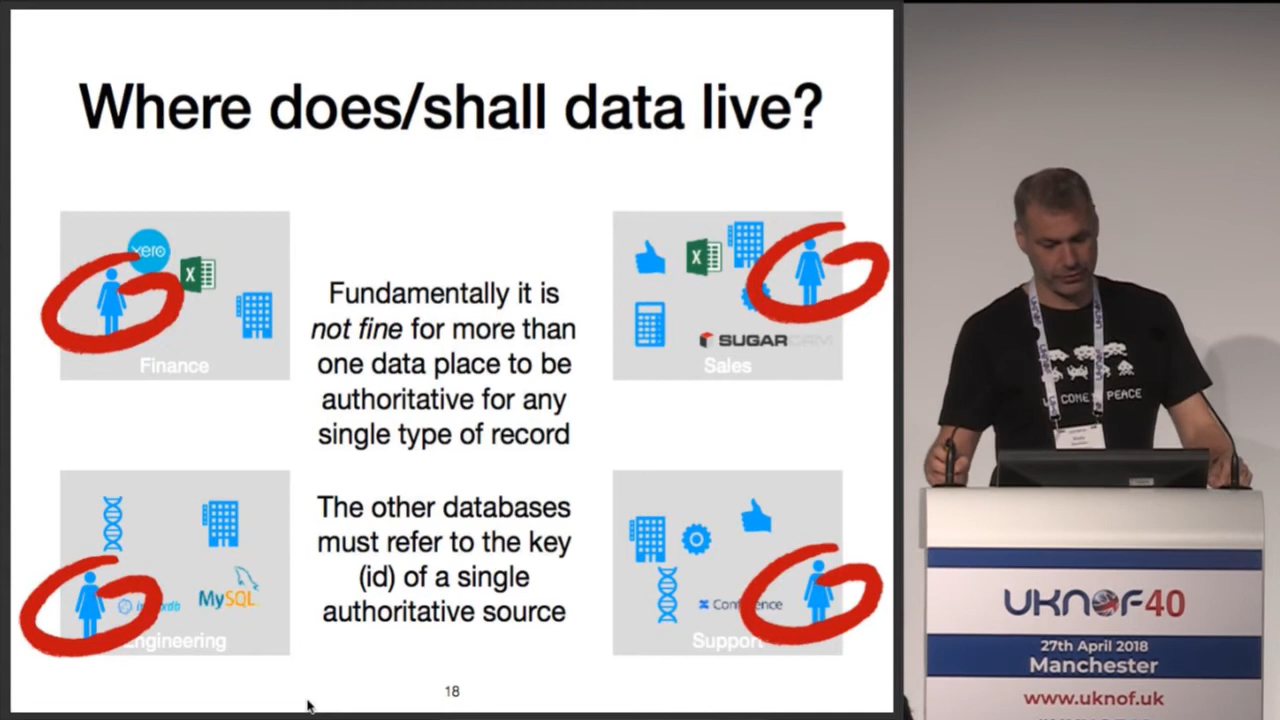 Where does/shall data live?
xero
Finance
Fundamentally it is
not fine for more than
one data place to be
authoritative for any
single type of record
SUGARCRM
Sales
The other databases
must refer to the key
(id) of a single
authoritative source
MySQL
Engineering
Support
18
COME PEACE
UKNOF40
27th April 2018
Manchester
www.uknof.uk